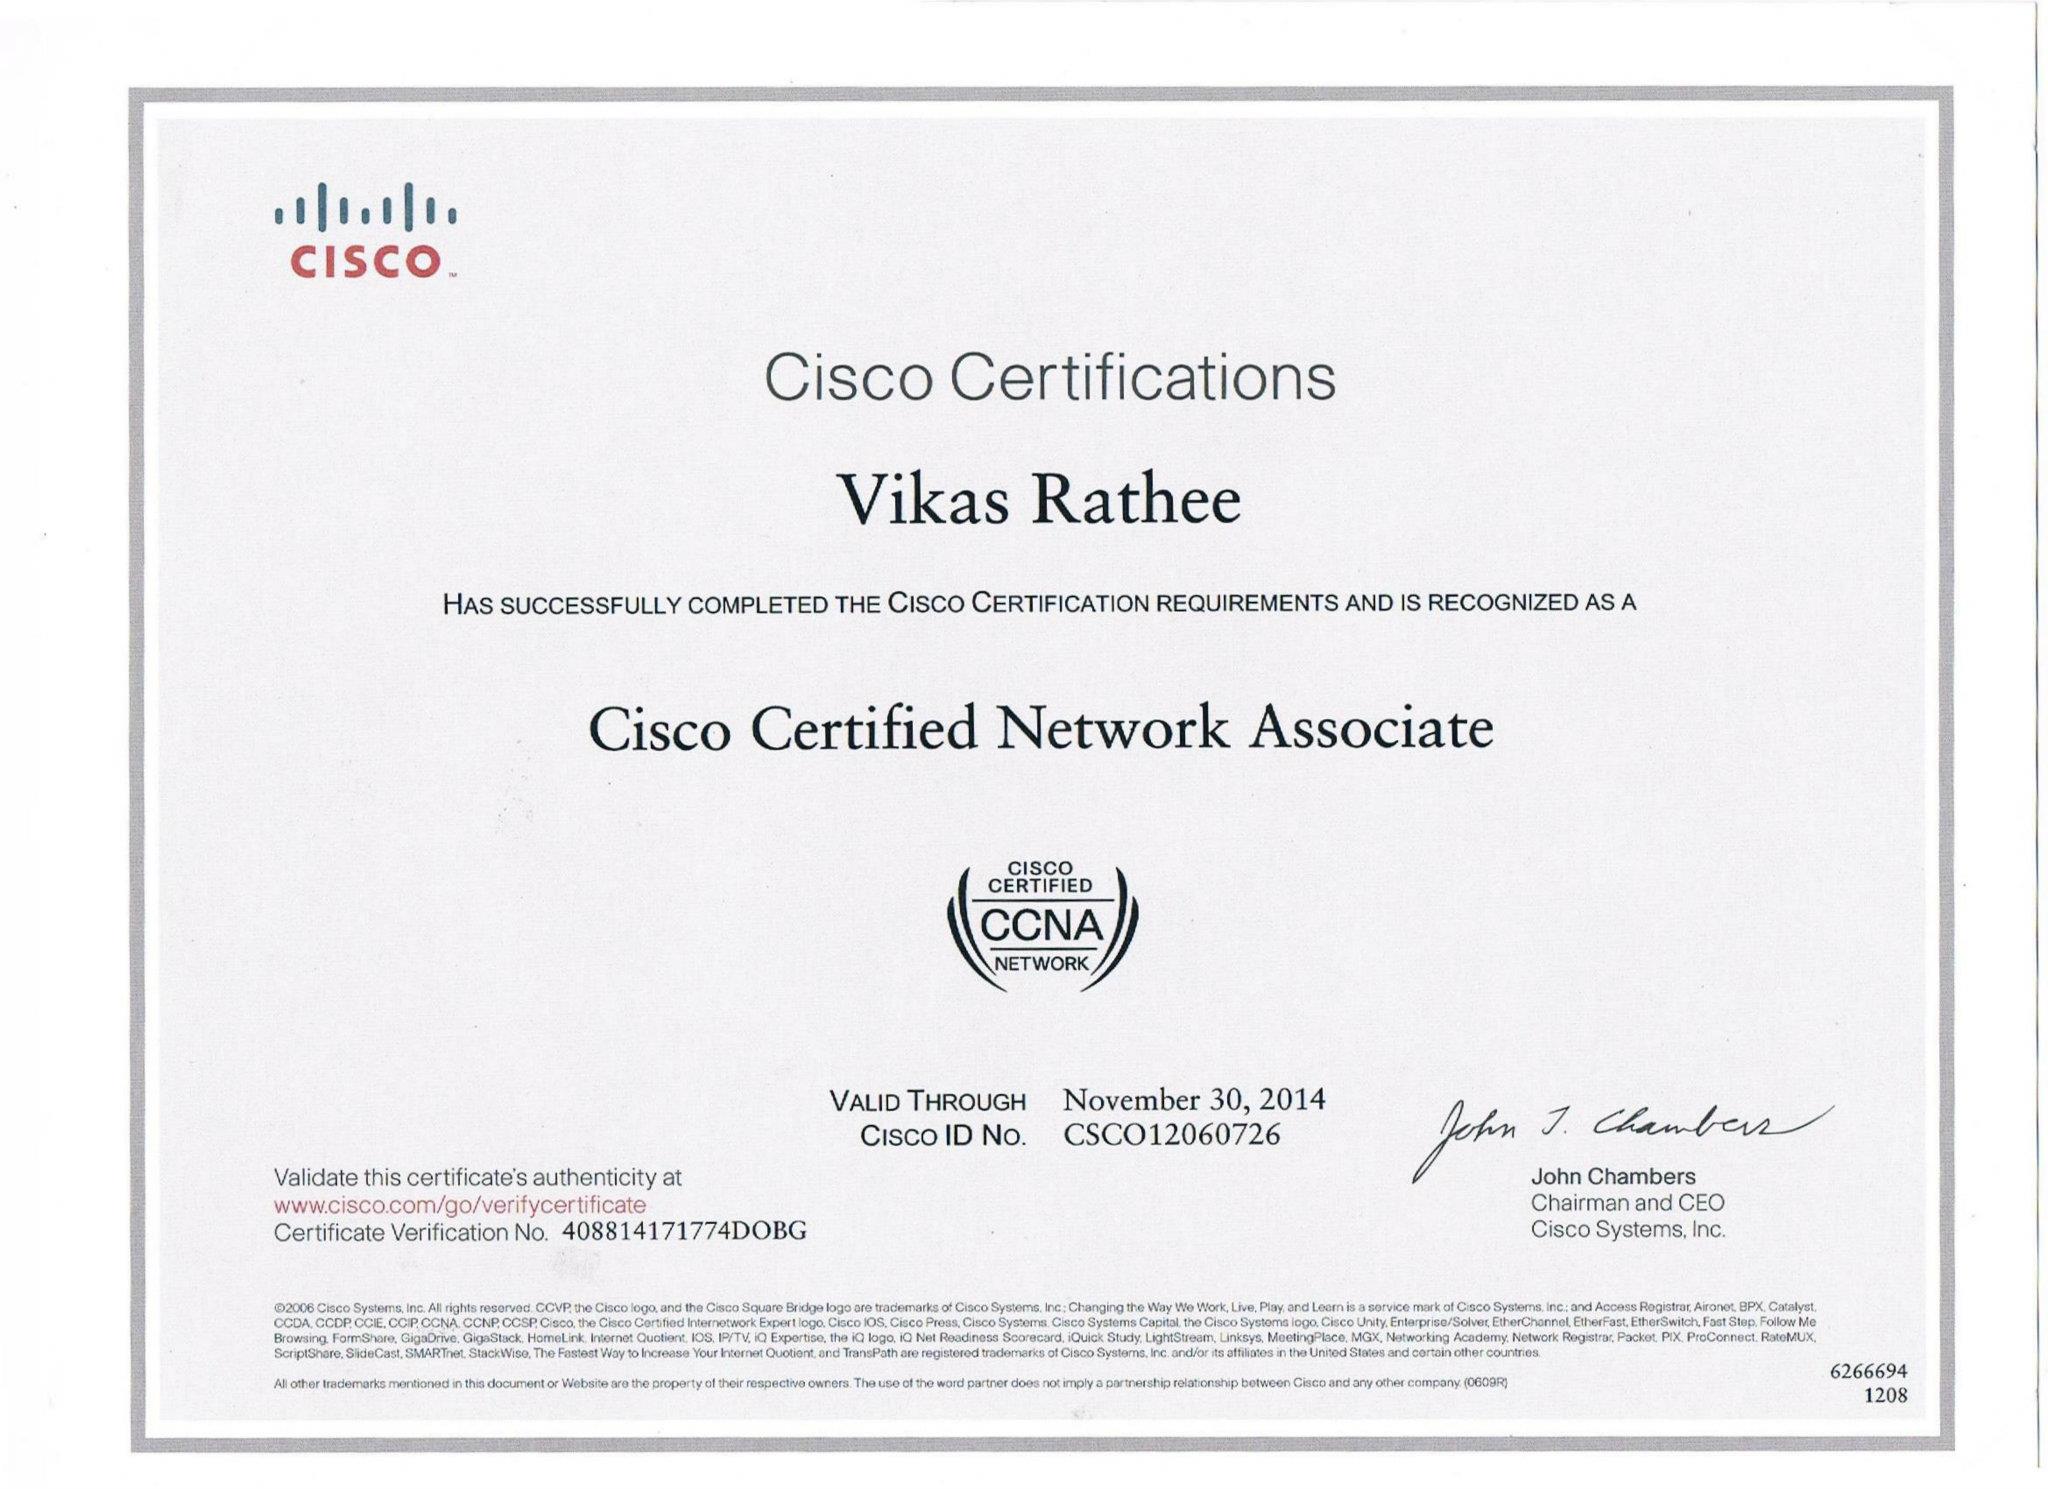 CISCO™
Cisco Certifications
Vikas Rathee
HAS SUCCESSFULLY COMPLETED THE CISCO CERTIFICATION REQUIREMENTS AND IS RECOGNIZED AS A
Cisco Certified Network Associate
CISCO
CERTIFIED
CCNA
NETWORK
VALID THROUGH November 30, 2014
CISCO ID NO. CSCO12060726
John T. Chambers
Validate this certificate's authenticity at
www.cisco.com/go/verifycertificate
Certificate Verification No. 408814171774DOBG
John Chambers
Chairman and CEO
Cisco Systems, Inc.
©2006 Cisco Systems, Inc. All rights reserved. CCVP, the Cisco logo, and the Cisco Square Bridge logo are trademarks of Cisco Systems, Inc.; Changing the Way We Work, Live, Play, and Learn is a service mark of Cisco Systems, Inc.; and Access Registrar, Aironet, BPX, Catalyst,
CCDA, CCDP, CCIE, CCIP, CCNA, CCNP, CCSP, Cisco, the Cisco Certified Internetwork Expert logo, Cisco IOS, Cisco Press, Cisco Systems, Cisco Systems Capital, the Cisco Systems logo, Cisco Unity, Enterprise/Solver, EtherChannel, EtherFast, EtherSwitch, Fast Step, Follow Me
Browsing, FormShare, GigaDrive, GigaStack, HomeLink, Internet Quotient, IOS, IP/TV, iQ Expertise, the iQ logo, iQ Net Readiness Scorecard, iQuick Study, LightStream, Linksys, MeetingPlace, MGX, Networking Academy, Network Registrar, Packet, PIX, ProConnect, RateMUX,
ScriptShare, SlideCast, SMARTnet, StackWise, The Fastest Way to Increase Your Internet Quotient, and TransPath are registered trademarks of Cisco Systems, Inc. and/or its affiliates in the United States and certain other countries.
All other trademarks mentioned in this document or Website are the property of their respective owners. The use of the word partner does not imply a partnership relationship between Cisco and any other company. (0609R)
6266694
1208